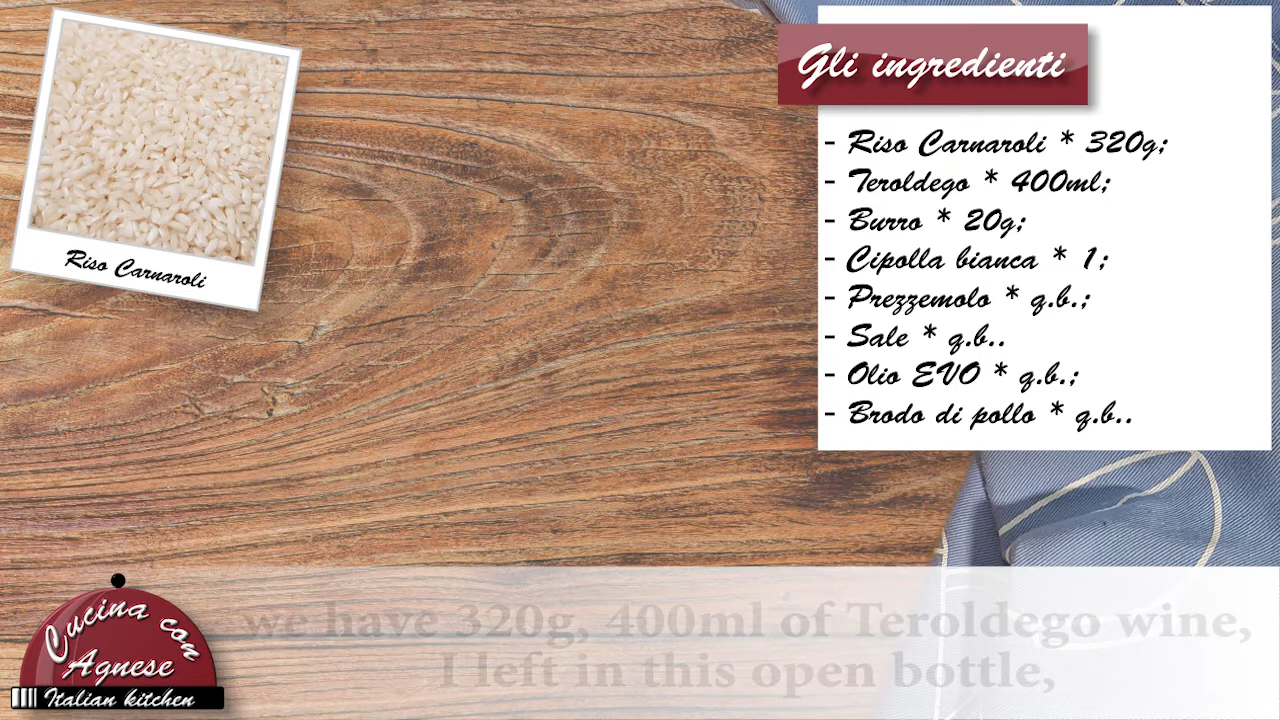 Gli ingredienti
- Riso Carnaroli * 320g;
- Teroldego * 400ml;
- Burro * 20g;
- Cipolla bianca * 1;
- Prezzemolo * q.b.;
- Sale * q.b..
- Olio EVO * q.b.;
- Brodo di pollo * q.b..
Riso Carnaroli
we have 320g, 400ml of Teroldego wine,
I left in this open bottle,
Cucina con
Agnese
Italian kitchen